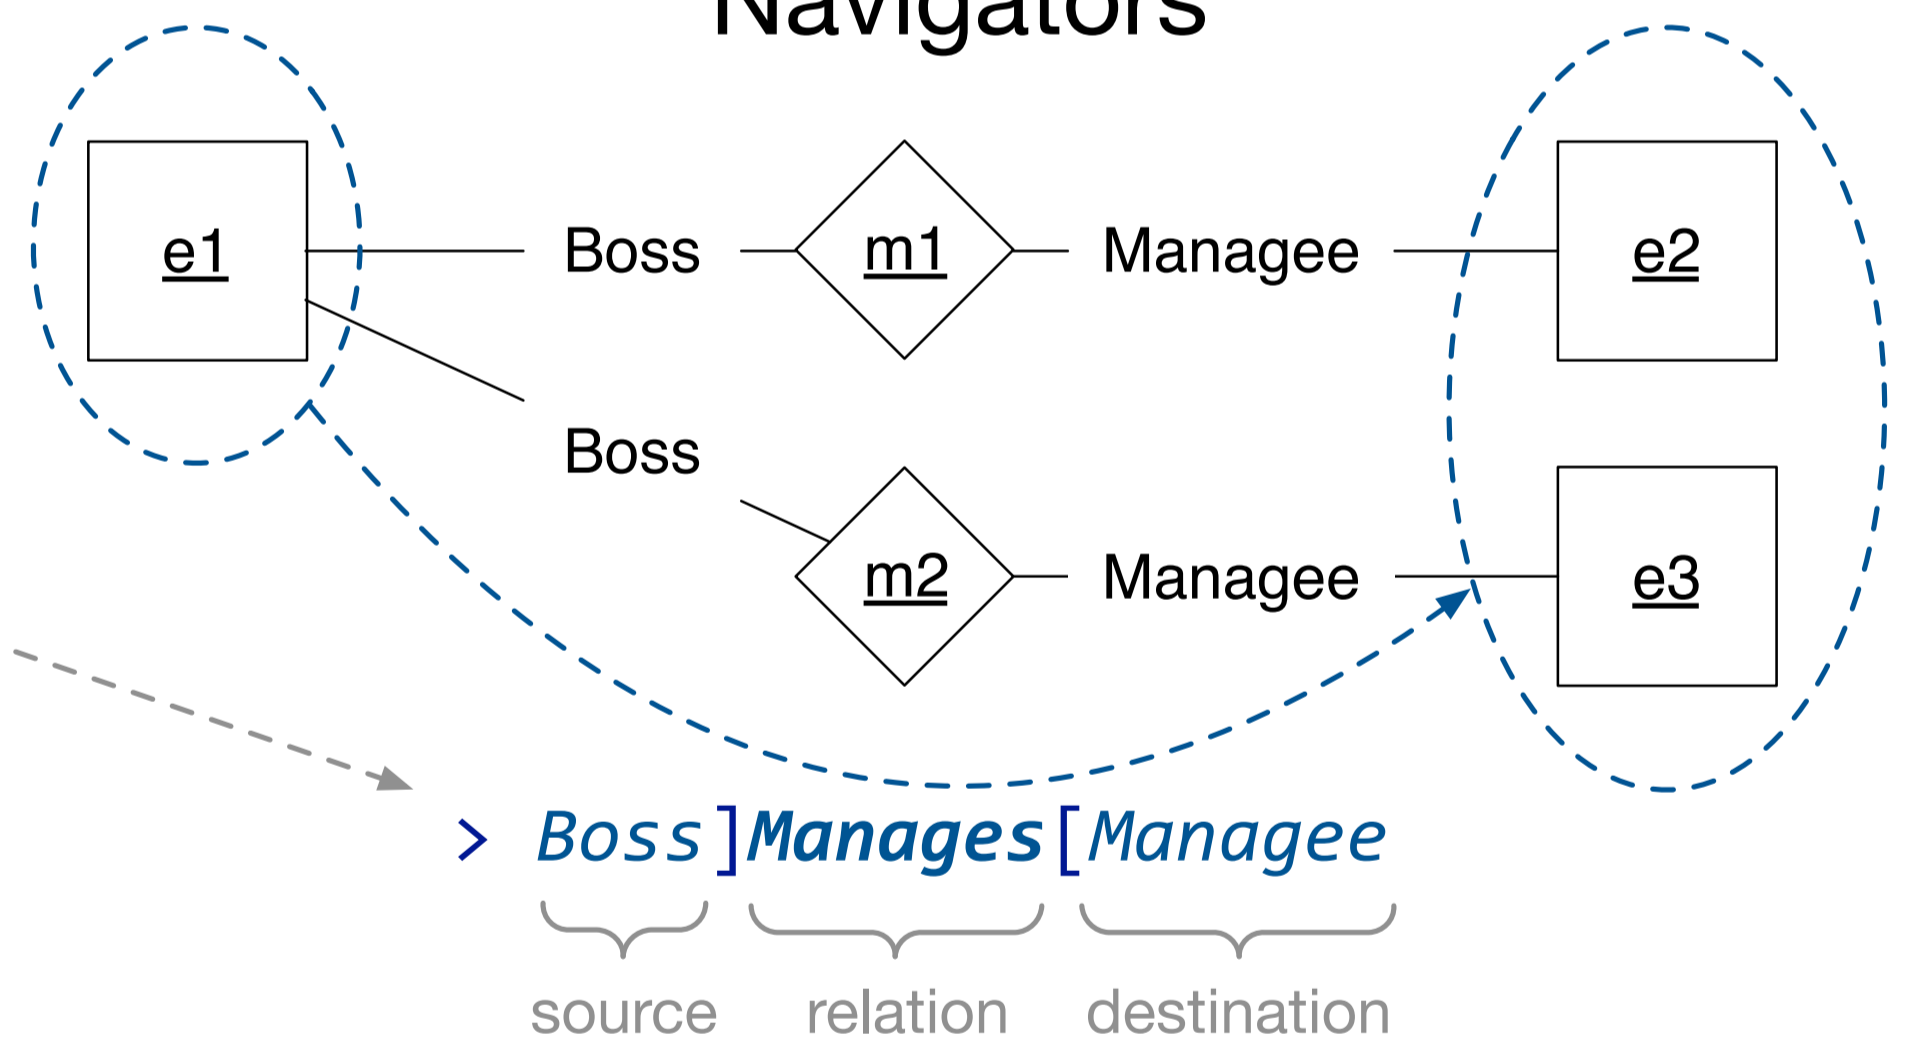 Navigators
e1 Boss m1 Managee e2
Boss
m2 Managee e3
> Boss]Manages[Managee
source relation destination